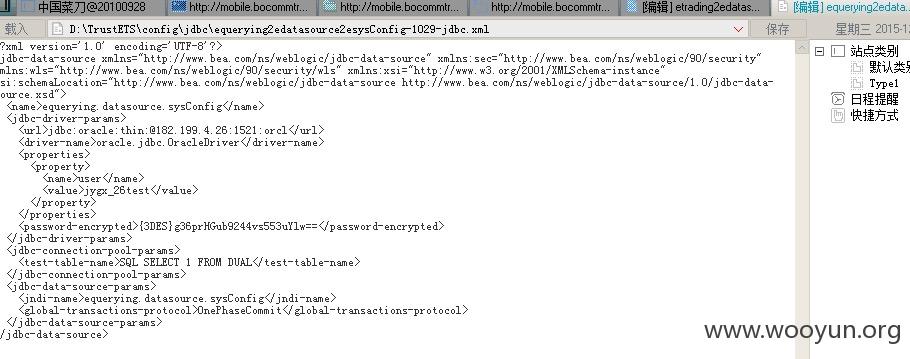 中国菜刀@20100928 http://mobile.bocommtr... http://mobile.bocommtr... http://mobile.bocommtr... [编辑] etrading2edatas... [编辑] equerying2edata...
载入 D:\TrustETS\config\jdbc\equerying2edatasource2esysConfig-1029-jdbc.xml 保存 星期三 2015-1
?xml version='1.0' encoding='UTF-8'?>
jdbc-data-source xmlns="http://www.bea.com/ns/weblogic/jdbc-data-source" xmlns:sec="http://www.bea.com/ns/weblogic/90/security"
xmlns:wls="http://www.bea.com/ns/weblogic/90/security/wls" xmlns:xsi="http://www.w3.org/2001/XMLSchema-instance"
si:schemaLocation="http://www.bea.com/ns/weblogic/jdbc-data-source http://www.bea.com/ns/weblogic/jdbc-data-source/1.0/jdbc-data-
ource.xsd">
<name>equerying.datasource.sysConfig</name>
<jdbc-driver-params>
<url>jdbc:oracle:thin:@182.199.4.26:1521:orcl</url>
<driver-name>oracle.jdbc.OracleDriver</driver-name>
<properties>
<property>
<name>user</name>
<value>jygx_26test</value>
</property>
</properties>
<password-encrypted>{3DES}g36prHGub9244vs553uYlw==</password-encrypted>
</jdbc-driver-params>
<jdbc-connection-pool-params>
<test-table-name>SQL SELECT 1 FROM DUAL</test-table-name>
</jdbc-connection-pool-params>
<jdbc-data-source-params>
<jndi-name>equerying.datasource.sysConfig</jndi-name>
<global-transactions-protocol>OnePhaseCommit</global-transactions-protocol>
</jdbc-data-source-params>
/jdbc-data-source>
站点类别
默认类别
Type1
日程提醒
快捷方式
www.wooyun.org